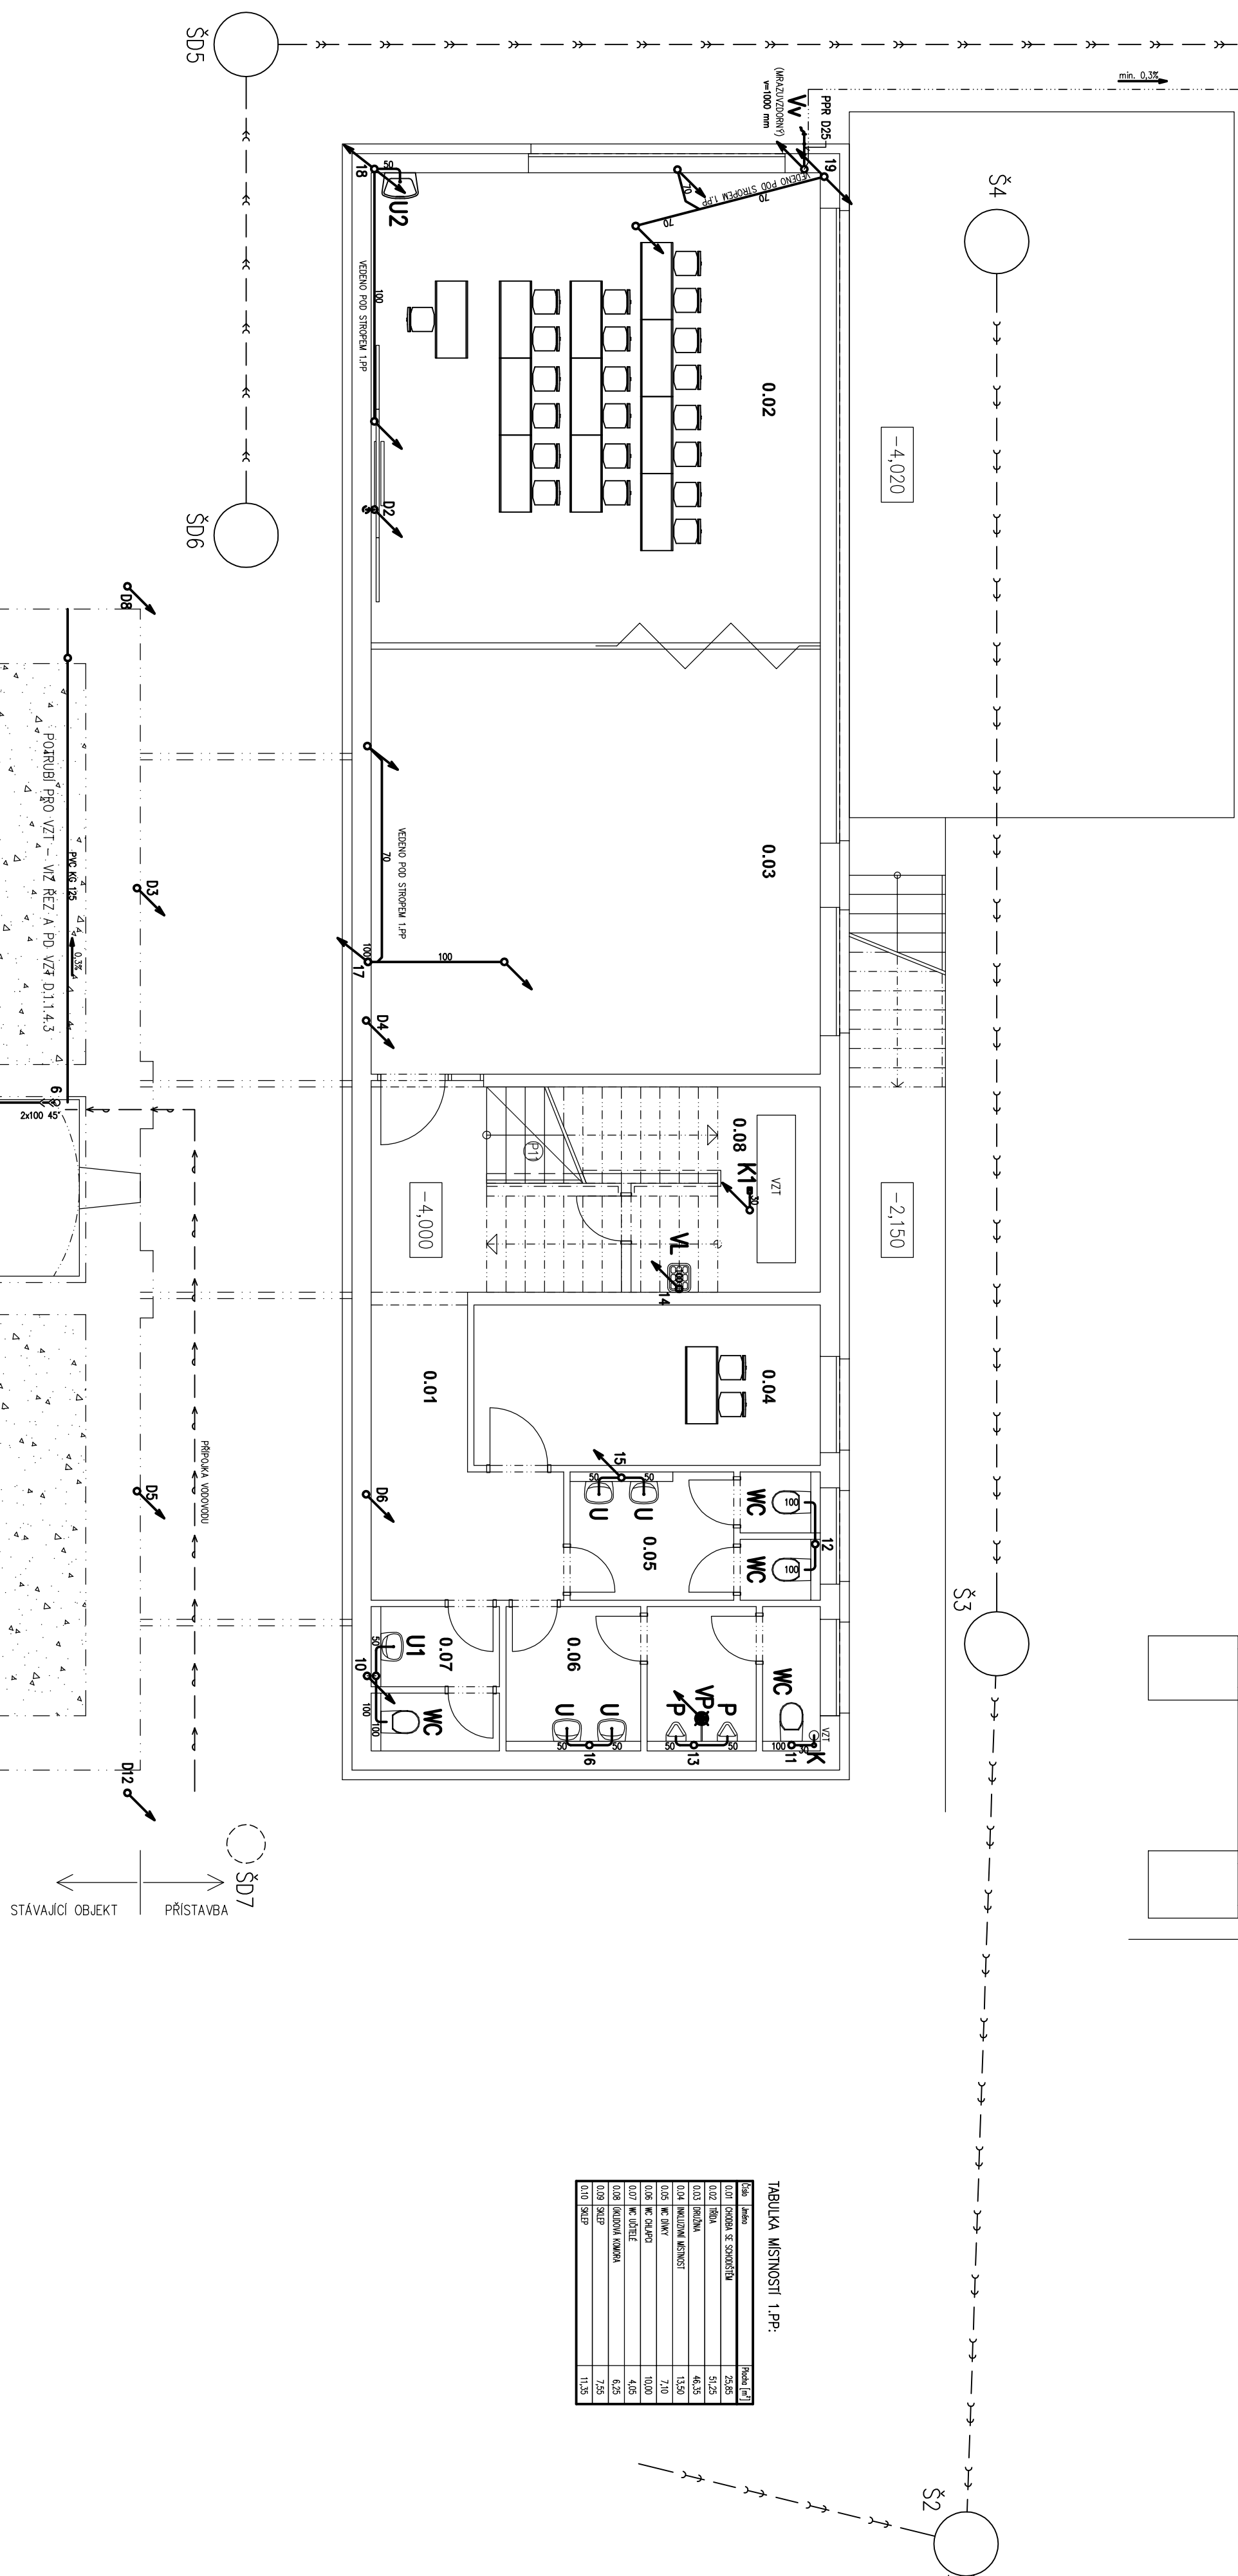 ŠD5
min. 0,3%
PPR D25
Vv
(MRAZUVZDORNÝ)
v=1000 mm
19
VEDENO POD STROPEM 1.PP
70
70
70
18
50
U2
VEDENO POD STROPEM 1.PP
100
Š4
0.02
-4,020
D2
ŠD6
D8
POTRUBÍ PRO VZT - VIZ ŘEZ A PD VZT D.1.1.4.3
PVC KG 125
0,3%
D3
0.03
VEDENO POD STROPEM 1.PP
70
100
17
100
D4
6
2x100 45°
P11
0.08
K1
30
VZT
-4,000
-2,150
VL
14
0.01
0.04
PŘÍPOJKA VODOVODU
D5
D6
15
50
50
U
U
0.05
WC
100
WC
100
12
Š3
50
U1
0.07
10
100
100
WC
0.06
U
U
50
50
16
P
VP
P
50
50
13
WC
VZT
K
100
30
11
D12
ŠD7
STÁVAJÍCÍ OBJEKT
PŘÍSTAVBA
TABULKA MÍSTNOSTÍ 1.PP:
Číslo Jméno Plocha [m²]
0.01 CHODBA SE SCHODIŠTĚM 25,85
0.02 TŘÍDA 51,25
0.03 DRUŽINA 46,35
0.04 INKLUZIVNÍ MÍSTNOST 13,50
0.05 WC DÍVKY 7,10
0.06 WC CHLAPCI 10,00
0.07 WC UČITELÉ 4,05
0.08 ÚKLIDOVÁ KOMORA 6,25
0.09 SKLEP 7,55
0.10 SKLEP 11,35
Š2